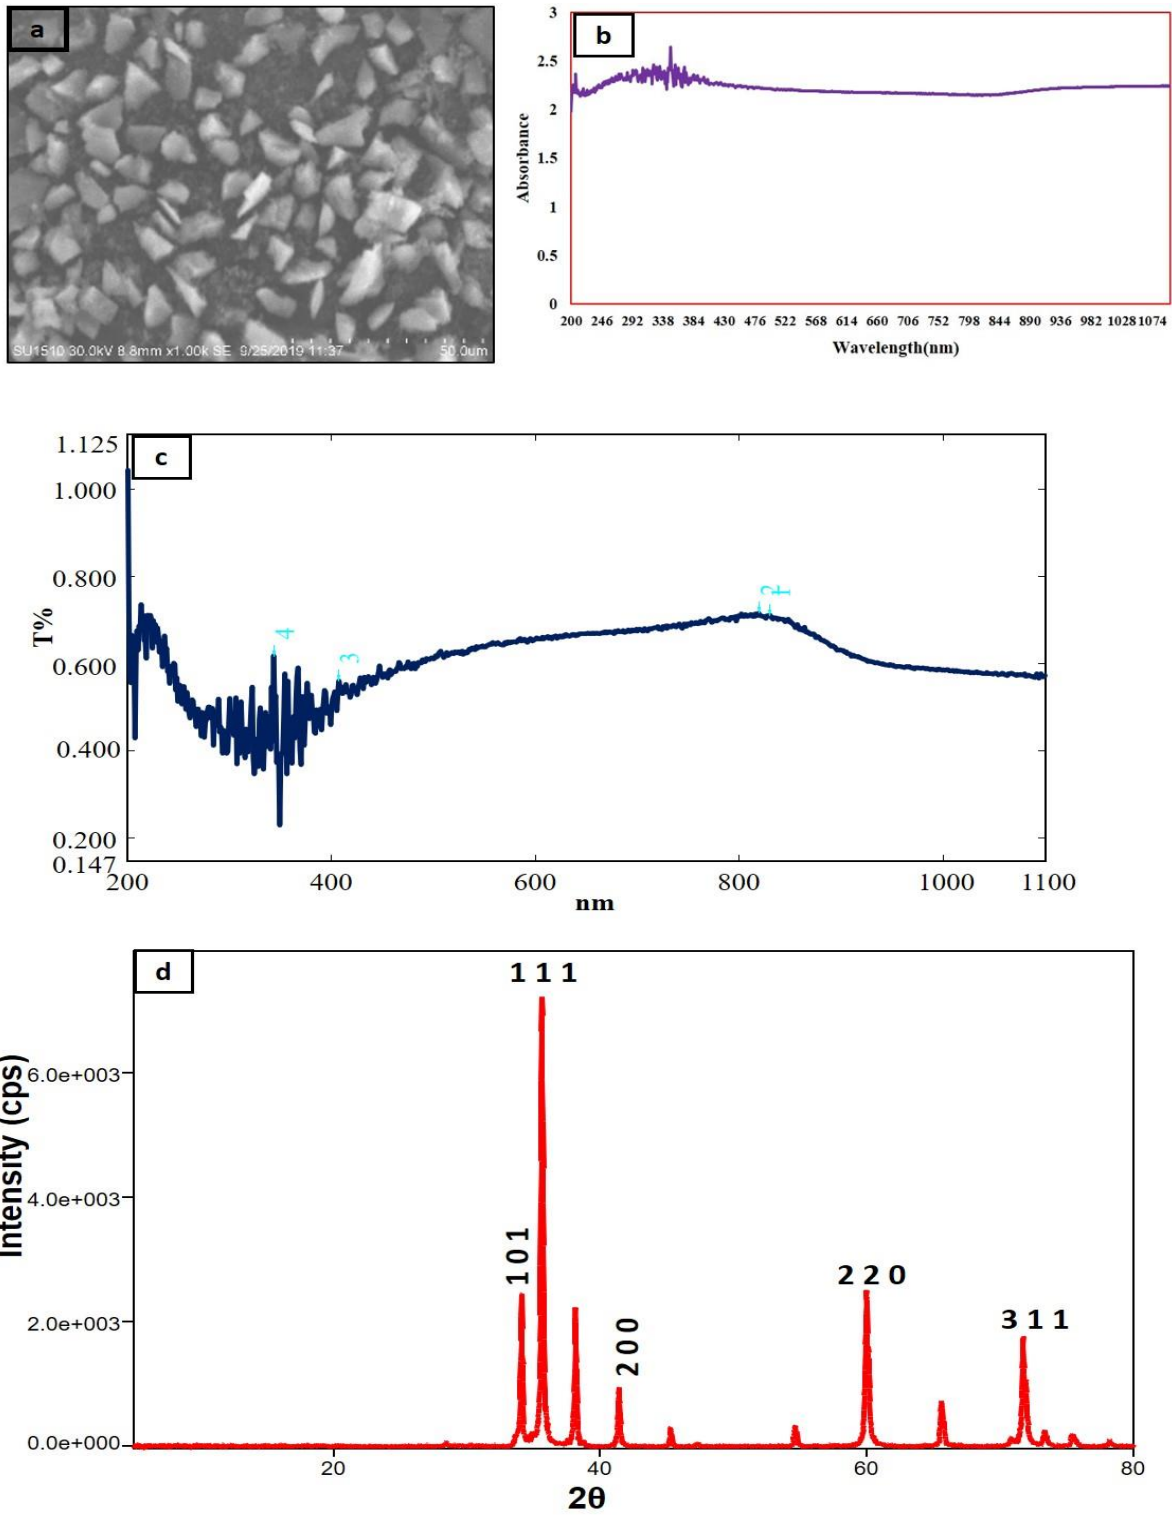 a
SU1510 30.0kV 8.8mm x1.00k SE 9/25/2019 11:37 50.0um
b
3
2.5
2
1.5
1
0.5
0
Absorbance
200 246 292 338 384 430 476 522 568 614 660 706 752 798 844 890 936 982 1028 1074
Wavelength(nm)
c
1.125
1.000
0.800
0.600
0.400
0.200
0.147
T%
4
3
2
1
200 400 600 800 1000 1100
nm
d
1 1 1
1 0 1
2 0 0
2 2 0
3 1 1
6.0e+003
4.0e+003
2.0e+003
0.0e+000
Intensity (cps)
20 40 60 80
2θ